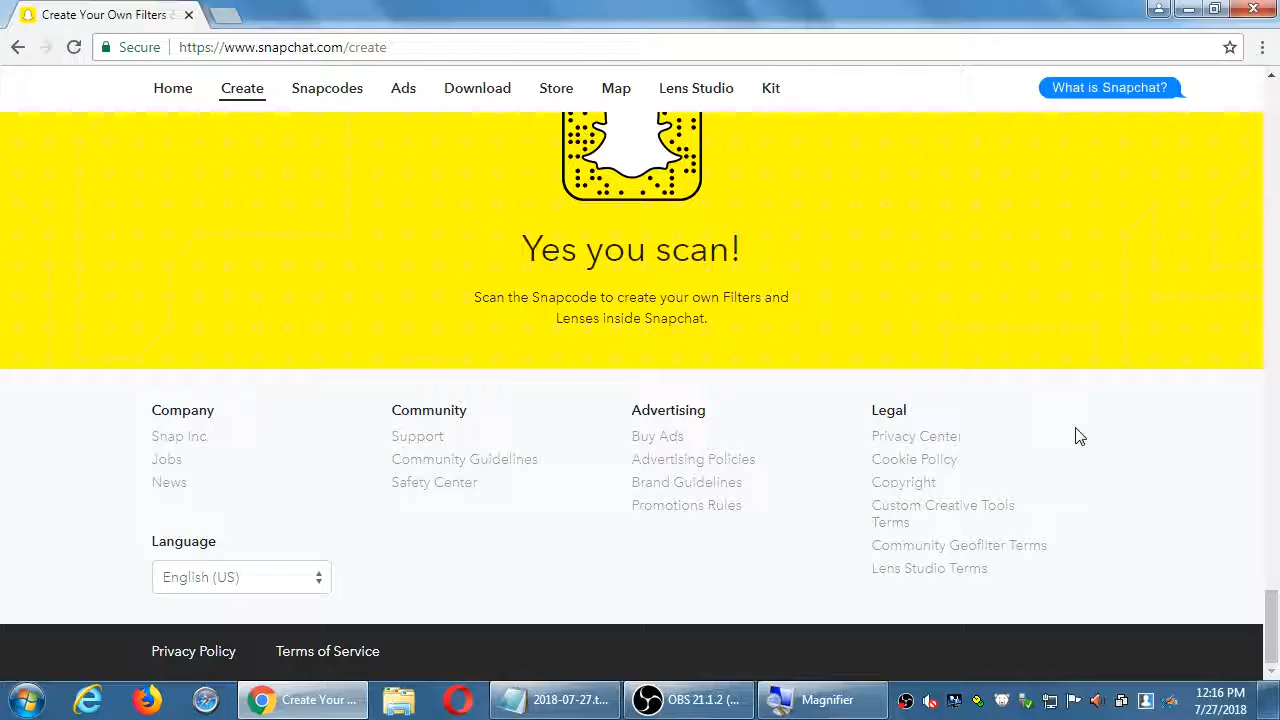 Create Your Own Filters &
Secure
https://www.snapchat.com/create
Home Create Snapcodes Ads Download Store Map Lens Studio Kit
What is Snapchat?
Yes you scan!
Scan the Snapcode to create your own Filters and
Lenses inside Snapchat.
Company
Snap Inc.
Jobs
News
Community
Support
Community Guidelines
Safety Center
Advertising
Buy Ads
Advertising Policies
Brand Guidelines
Promotions Rules
Legal
Privacy Center
Cookie Policy
Copyright
Custom Creative Tools
Terms
Community Geofilter Terms
Lens Studio Terms
Language
English (US)
Privacy Policy Terms of Service
Create Your ...
2018-07-27.t...
OBS 21.1.2 (...
Magnifier
12:16 PM
7/27/2018